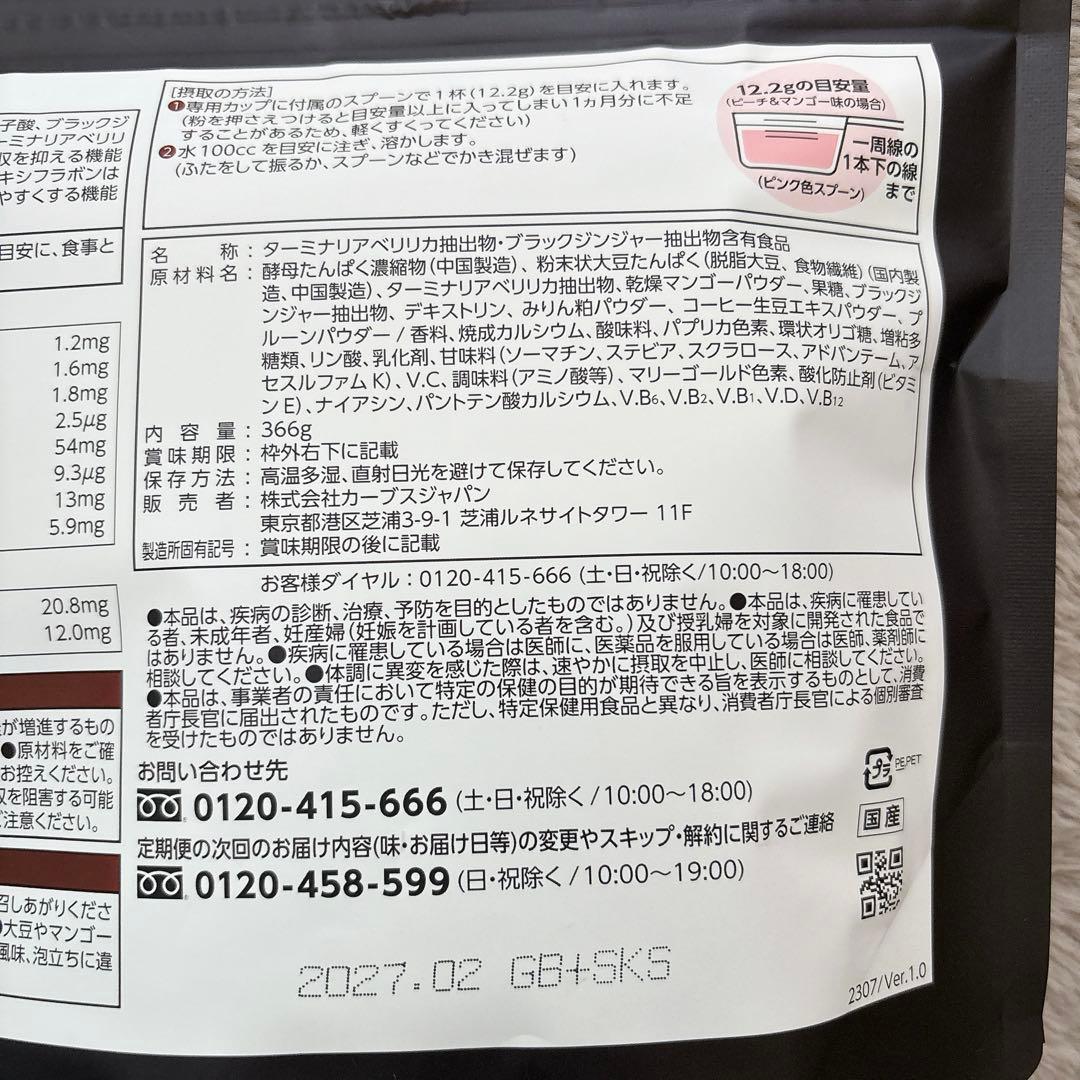 [摂取の方法]
❶専用カップに付属のスプーンで1杯(12.2g)を目安に入れます。
(粉を押さえつけると目安量以上に入ってしまい1ヵ月分に不足
することがあるため、軽くすくってください)
❷水100ccを目安に注ぎ、溶かします。
(ふたをして振るか、スプーンなどでかき混ぜます)
12.2gの目安量
(ピーチ&マンゴー味の場合)
一周線の
1本下の線
まで
(ピンク色スプーン)
子酸、ブラックジ
ーミナリアベリリ
収を抑える機能
キシフラボンは
やすくする機能
目安に、食事と
1.2mg
1.6mg
1.8mg
2.5μg
54mg
9.3μg
13mg
5.9mg
20.8mg
12.0mg
が増進するもの
●原材料をご確
お控えください。
収を阻害する可能
ご注意ください。
召しあがりくださ
●大豆やマンゴー
風味、泡立ちに違
名称:ターミナリアベリリカ抽出物・ブラックジンジャー抽出物含有食品
原材料名:酵母たんぱく濃縮物(中国製造)、粉末状大豆たんぱく(脱脂大豆、食物繊維)(国内製
造、中国製造)、ターミナリアベリリカ抽出物、乾燥マンゴーパウダー、果糖、ブラックジ
ンジャー抽出物、デキストリン、みりん粕パウダー、コーヒー生豆エキスパウダー、プ
ルーンパウダー/香料、焼成カルシウム、酸味料、パプリカ色素、環状オリゴ糖、増粘多
糖類、リン酸、乳化剤、甘味料(ソーマチン、ステビア、スクラロース、アドバンテーム、ア
セスルファムK)、V.C、調味料(アミノ酸等)、マリーゴールド色素、酸化防止剤(ビタミ
ンE)、ナイアシン、パントテン酸カルシウム、V.B6、V.B2、V.B1、V.D、V.B12
内容量:366g
賞味期限:枠外右下に記載
保存方法:高温多湿、直射日光を避けて保存してください。
販売者:株式会社カーブスジャパン
東京都港区芝浦3-9-1 芝浦ルネサイトタワー 11F
製造所固有記号:賞味期限の後に記載
お客様ダイヤル:0120-415-666 (土・日・祝除く/10:00〜18:00)
●本品は、疾病の診断、治療、予防を目的としたものではありません。●本品は、疾病に罹患してい
る者、未成年者、妊産婦(妊娠を計画している者を含む。)及び授乳婦を対象に開発された食品で
はありません。●疾病に罹患している場合は医師に、医薬品を服用している場合は医師、薬剤師に
相談してください。●体調に異変を感じた際は、速やかに摂取を中止し、医師に相談してください。
●本品は、事業者の責任において特定の保健の目的が期待できる旨を表示するものとして、消費
者庁長官に届出されたものです。ただし、特定保健用食品と異なり、消費者庁長官による個別審査
を受けたものではありません。
お問い合わせ先
0120-415-666 (土・日・祝除く/10:00〜18:00)
定期便の次回のお届け内容(味・お届け日等)の変更やスキップ・解約に関するご連絡
0120-458-599 (日・祝除く/10:00〜19:00)
プラ PE,PET
国産
2027.02 GB+SKS
2307/Ver.1.0